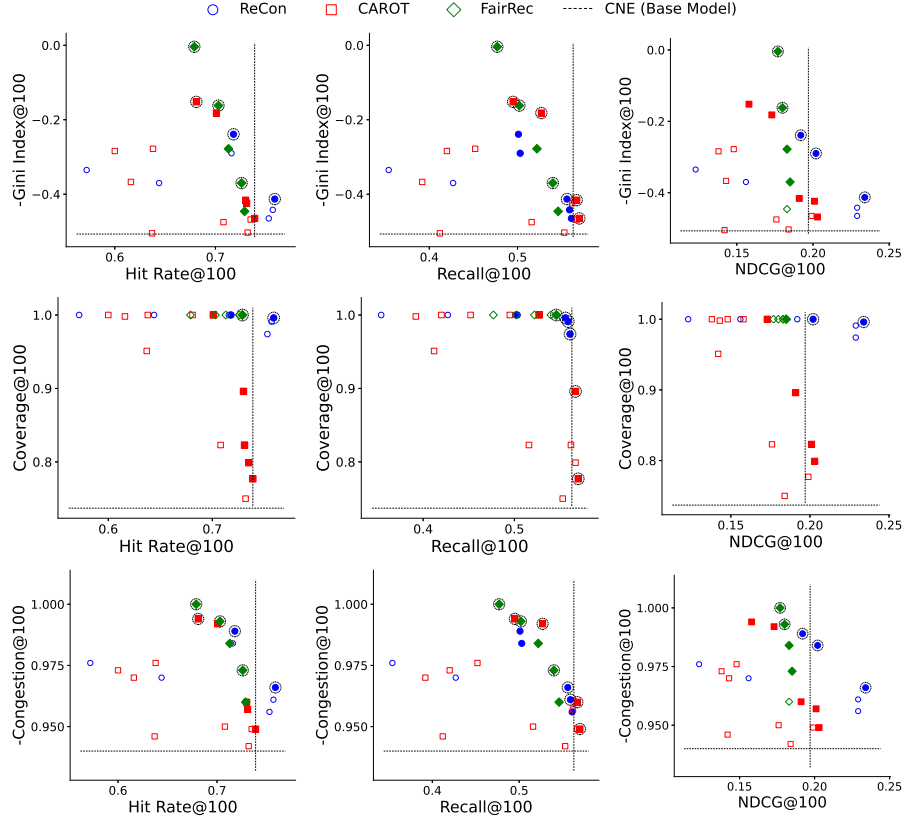 ReCon CAROT FairRec CNE (Base Model)
0.0
−0.2
−0.4
-Gini Index@100
0.6 0.7
Hit Rate@100
0.0
−0.2
−0.4
-Gini Index@100
0.4 0.5
Recall@100
0.0
−0.2
−0.4
-Gini Index@100
0.15 0.20 0.25
NDCG@100
1.0
0.9
0.8
Coverage@100
0.6 0.7
Hit Rate@100
1.0
0.9
0.8
Coverage@100
0.4 0.5
Recall@100
1.0
0.9
0.8
Coverage@100
0.15 0.20 0.25
NDCG@100
1.000
0.975
0.950
-Congestion@100
0.6 0.7
Hit Rate@100
1.000
0.975
0.950
-Congestion@100
0.4 0.5
Recall@100
1.000
0.975
0.950
-Congestion@100
0.15 0.20 0.25
NDCG@100